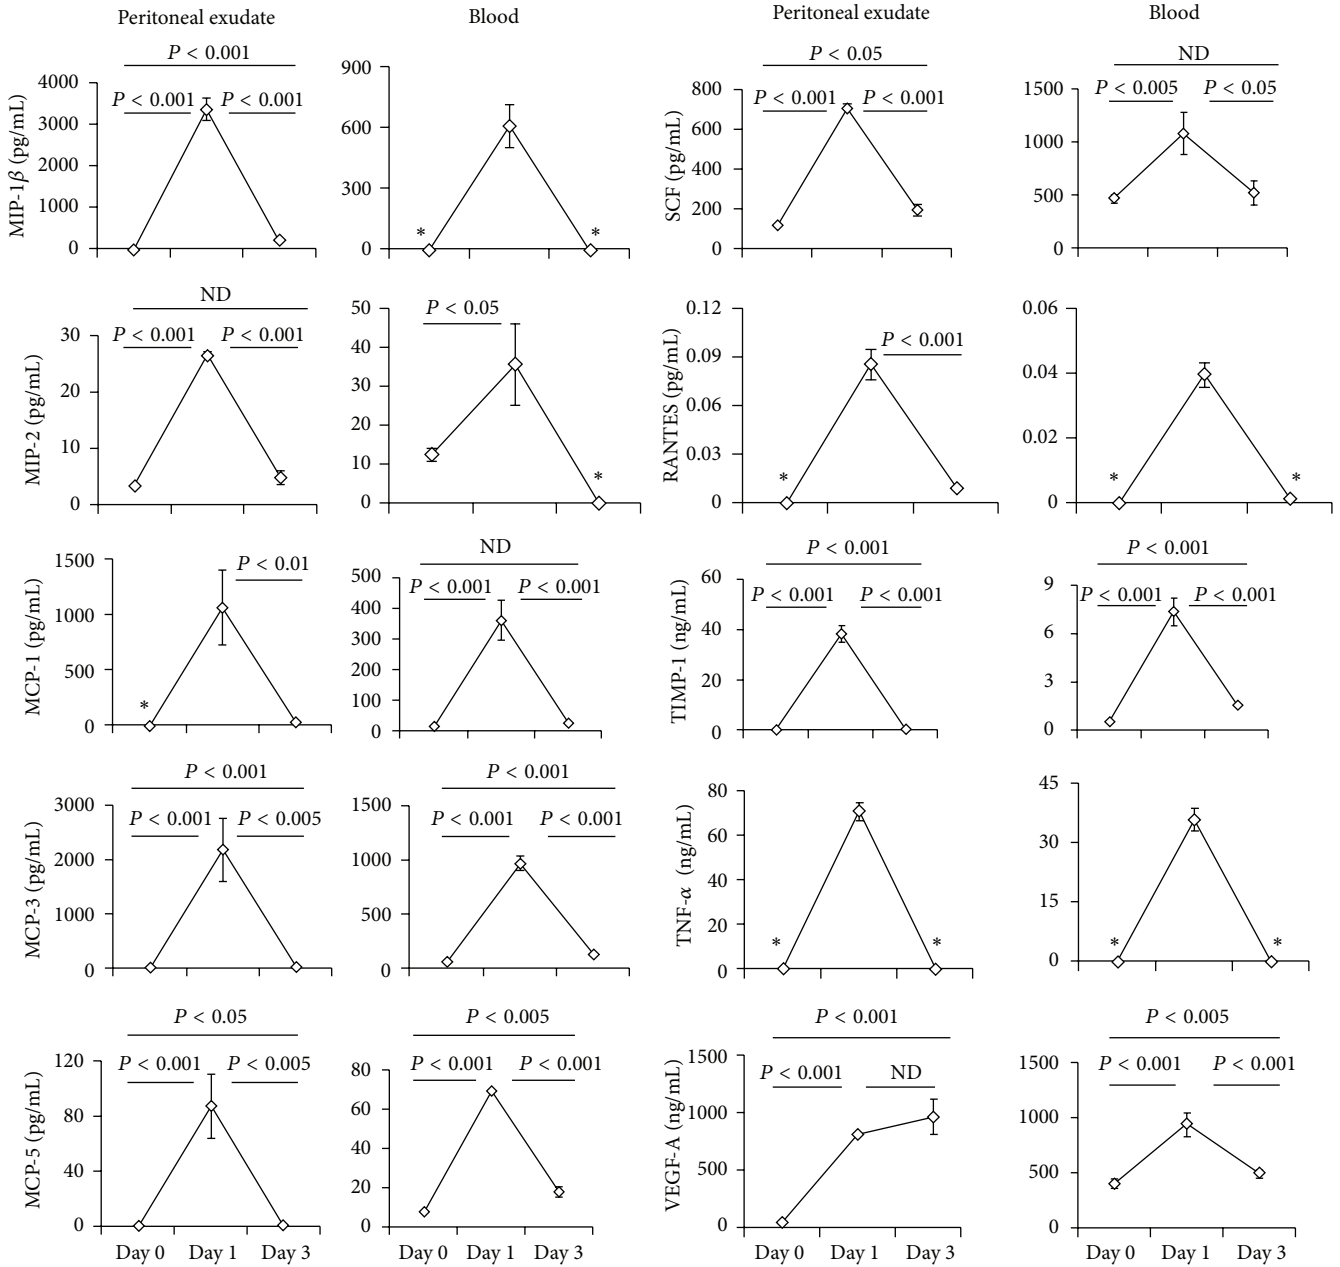 Peritoneal exudate
Blood
Peritoneal exudate
Blood
MIP-1β (pg/mL)
4000
3000
2000
1000
0
P < 0.001
P < 0.001
P < 0.001
900
600
300
0
*
*
SCF (pg/mL)
800
600
400
200
0
P < 0.05
P < 0.001
P < 0.001
1500
1000
500
0
ND
P < 0.005
P < 0.05
MIP-2 (pg/mL)
30
20
10
0
ND
P < 0.001
P < 0.001
50
40
30
20
10
0
P < 0.05
*
RANTES (pg/mL)
0.12
0.09
0.06
0.03
0
P < 0.001
*
0.06
0.04
0.02
0
*
*
MCP-1 (pg/mL)
1500
1000
500
0
P < 0.01
*
500
400
300
200
100
0
ND
P < 0.001
P < 0.001
TIMP-1 (ng/mL)
60
40
20
0
P < 0.001
P < 0.001
P < 0.001
9
6
3
0
P < 0.001
P < 0.001
P < 0.001
MCP-3 (pg/mL)
3000
2000
1000
0
P < 0.001
P < 0.001
P < 0.005
1500
1000
500
0
P < 0.001
P < 0.001
P < 0.001
TNF-α (ng/mL)
80
60
40
20
0
*
*
45
30
15
0
*
*
MCP-5 (pg/mL)
120
80
40
0
P < 0.05
P < 0.001
P < 0.005
Day 0 Day 1 Day 3
80
60
40
20
0
P < 0.005
P < 0.001
P < 0.001
Day 0 Day 1 Day 3
VEGF-A (ng/mL)
1500
1000
500
0
P < 0.001
P < 0.001
ND
Day 0 Day 1 Day 3
1500
1000
500
0
P < 0.005
P < 0.001
P < 0.001
Day 0 Day 1 Day 3